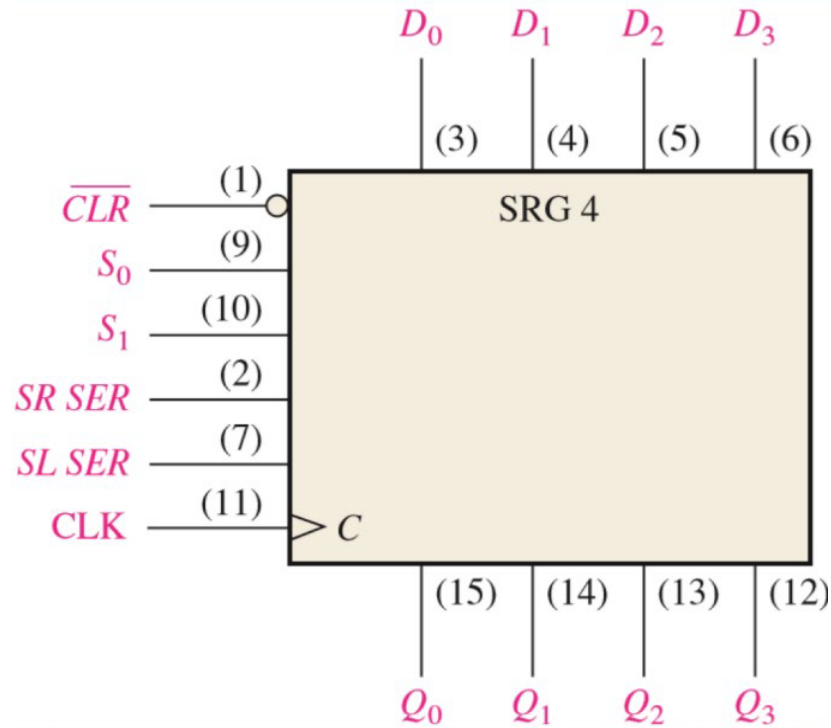 D₀ D₁ D₂ D₃
(3) (4) (5) (6)
(1)
C̅L̅R̅
SRG 4
(9)
S₀
(10)
S₁
(2)
SR SER
(7)
SL SER
(11)
CLK
C
(15) (14) (13) (12)
Q₀ Q₁ Q₂ Q₃